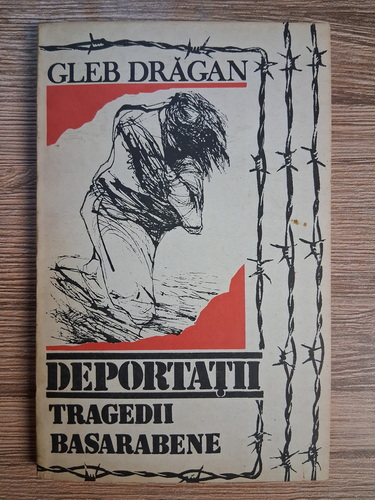 GLEB DRĂGAN
DEPORTAȚII
TRAGEDII
BASARABENE